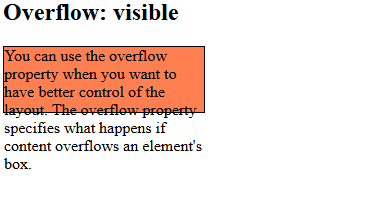 Overflow: visible
You can use the overflow
property when you want to
have better control of the
layout. The overflow property
specifies what happens if
content overflows an element's
box.